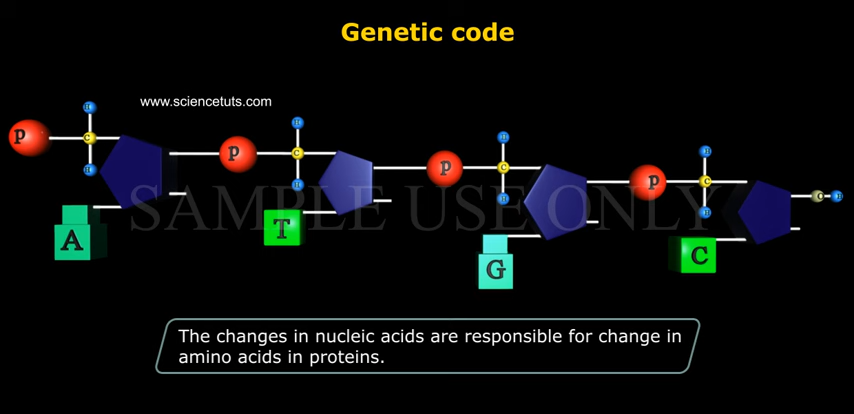 Genetic code
www.sciencetuts.com
H H H H
p C p C p C p C O H
H H H H
SAMPLE USE ONLY
A T G C
The changes in nucleic acids are responsible for change in
amino acids in proteins.